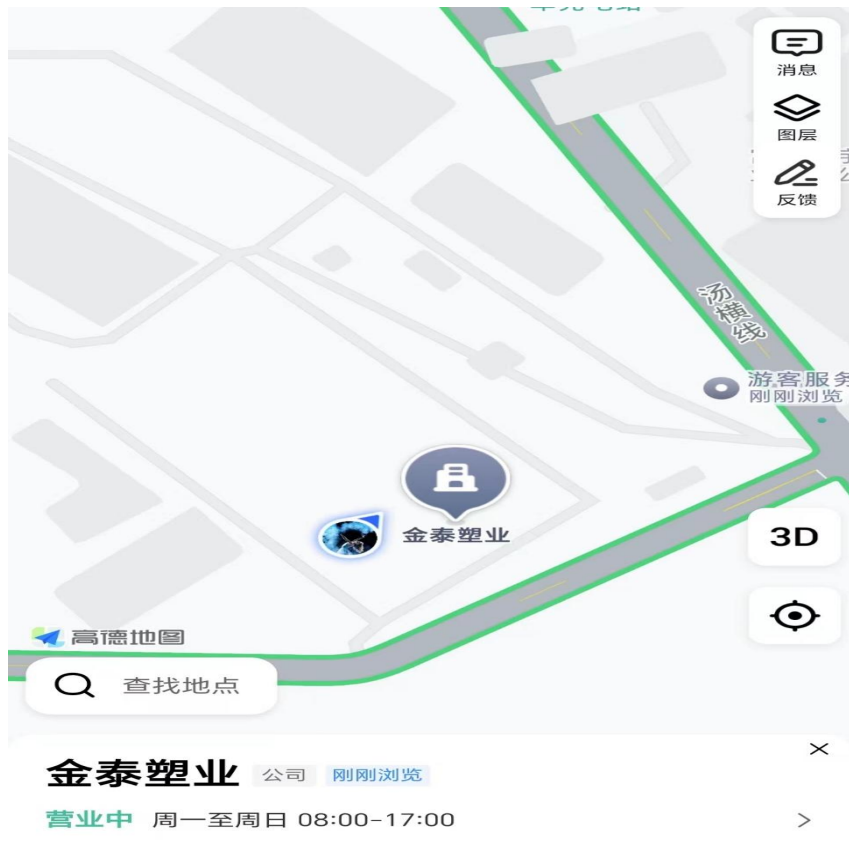 消息
图层
反馈
汤横线
游客服务
刚刚浏览
金泰塑业
3D
高德地图
查找地点
金泰塑业 公司 刚刚浏览
营业中 周一至周日 08:00-17:00